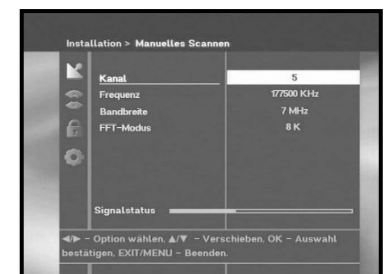 Installation > Manuelles Scannen
Kanal 5
Frequenz 177500 KHz
Bandbreite 7 MHz
FFT-Modus 8 K
Signalstatus
◄/► - Option wählen, ▲/▼ - Verschieben, OK - Auswahl
bestätigen, EXIT/MENU - Beenden.